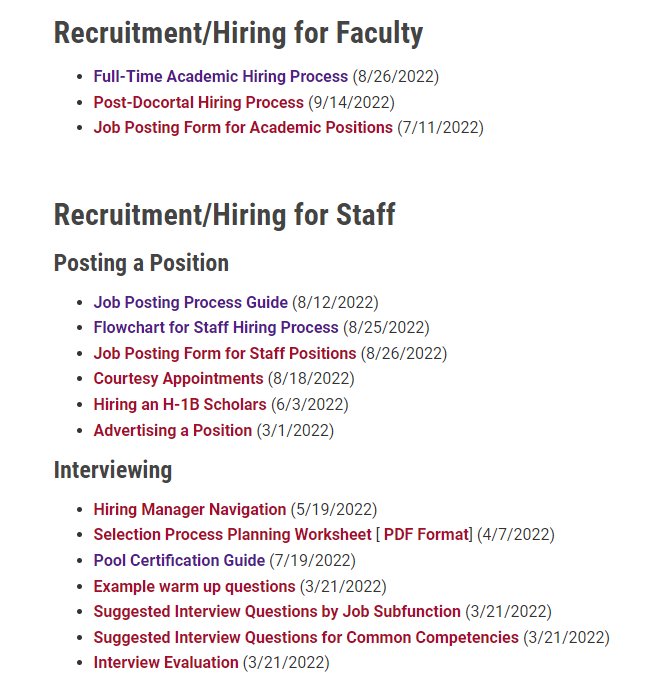 Recruitment/Hiring for Faculty
Full-Time Academic Hiring Process (8/26/2022)
Post-Docortal Hiring Process (9/14/2022)
Job Posting Form for Academic Positions (7/11/2022)
Recruitment/Hiring for Staff
Posting a Position
Job Posting Process Guide (8/12/2022)
Flowchart for Staff Hiring Process (8/25/2022)
Job Posting Form for Staff Positions (8/26/2022)
Courtesy Appointments (8/18/2022)
Hiring an H-1B Scholars (6/3/2022)
Advertising a Position (3/1/2022)
Interviewing
Hiring Manager Navigation (5/19/2022)
Selection Process Planning Worksheet [ PDF Format] (4/7/2022)
Pool Certification Guide (7/19/2022)
Example warm up questions (3/21/2022)
Suggested Interview Questions by Job Subfunction (3/21/2022)
Suggested Interview Questions for Common Competencies (3/21/2022)
Interview Evaluation (3/21/2022)